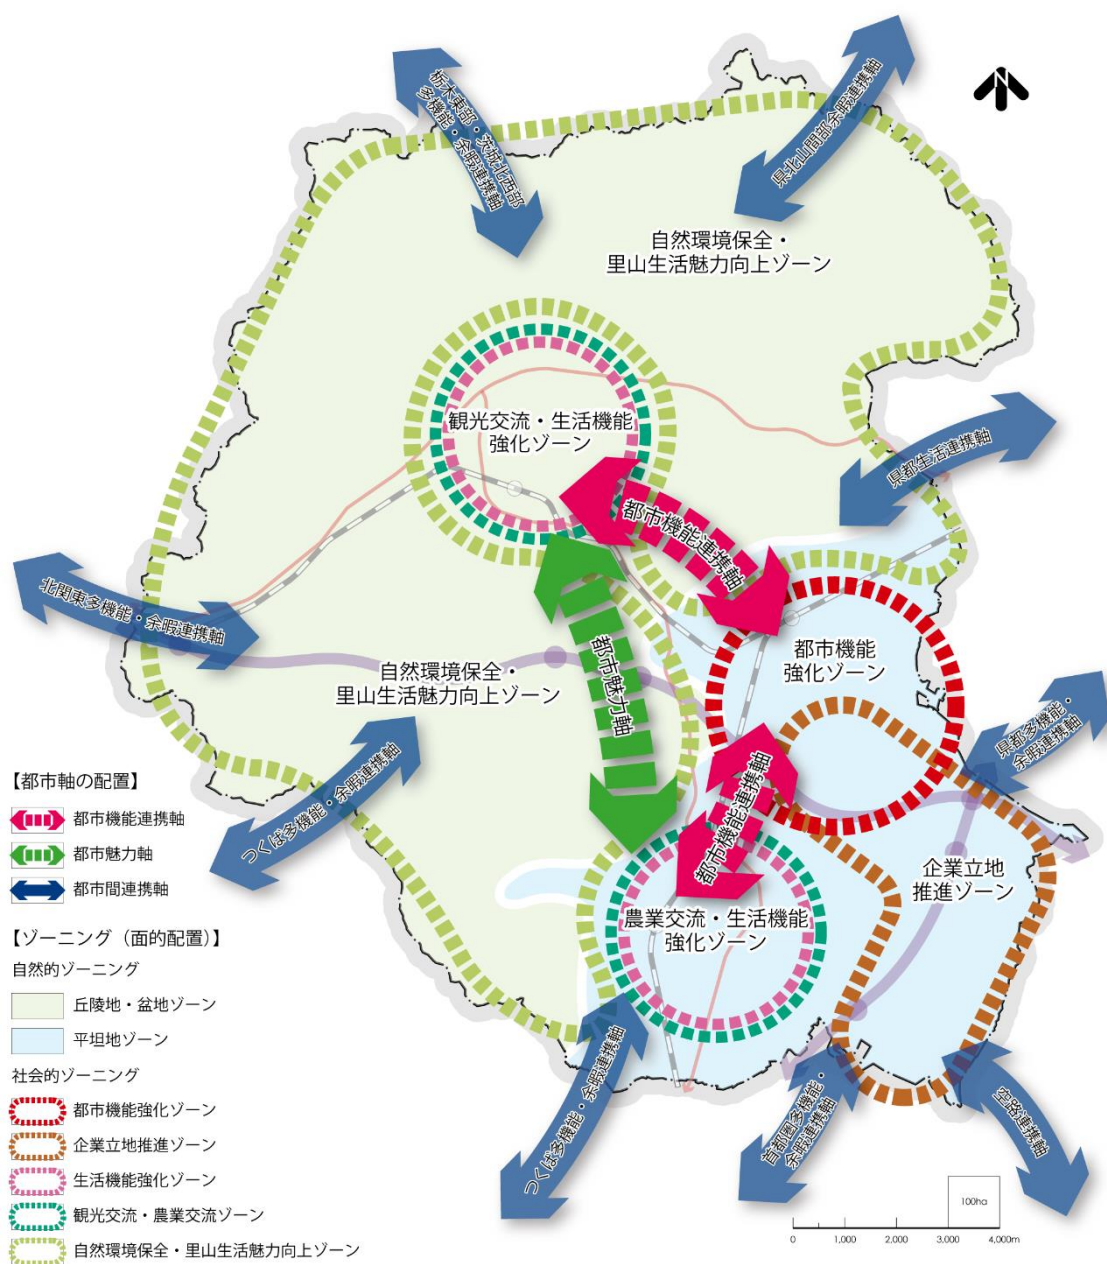 N
栃木東部・茨城北西部
多機能・余暇連携軸
県北山間部余暇連携軸
自然環境保全・
里山生活魅力向上ゾーン
観光交流・生活機能
強化ゾーン
県都生活連携軸
都市機能連携軸
北関東多機能・余暇連携軸
自然環境保全・
里山生活魅力向上ゾーン
都市魅力軸
都市機能
強化ゾーン
県都多機能・
余暇連携軸
つくば多機能・余暇連携軸
都市機能連携軸
企業立地
推進ゾーン
農業交流・生活機能
強化ゾーン
つくば多機能・余暇連携軸
首都圏多機能・
余暇連携軸
空路連携軸
【都市軸の配置】
都市機能連携軸
都市魅力軸
都市間連携軸
【ゾーニング（面的配置）】
自然的ゾーニング
丘陵地・盆地ゾーン
平坦地ゾーン
社会的ゾーニング
都市機能強化ゾーン
企業立地推進ゾーン
生活機能強化ゾーン
観光交流・農業交流ゾーン
自然環境保全・里山生活魅力向上ゾーン
100ha
0 1,000 2,000 3,000 4,000m